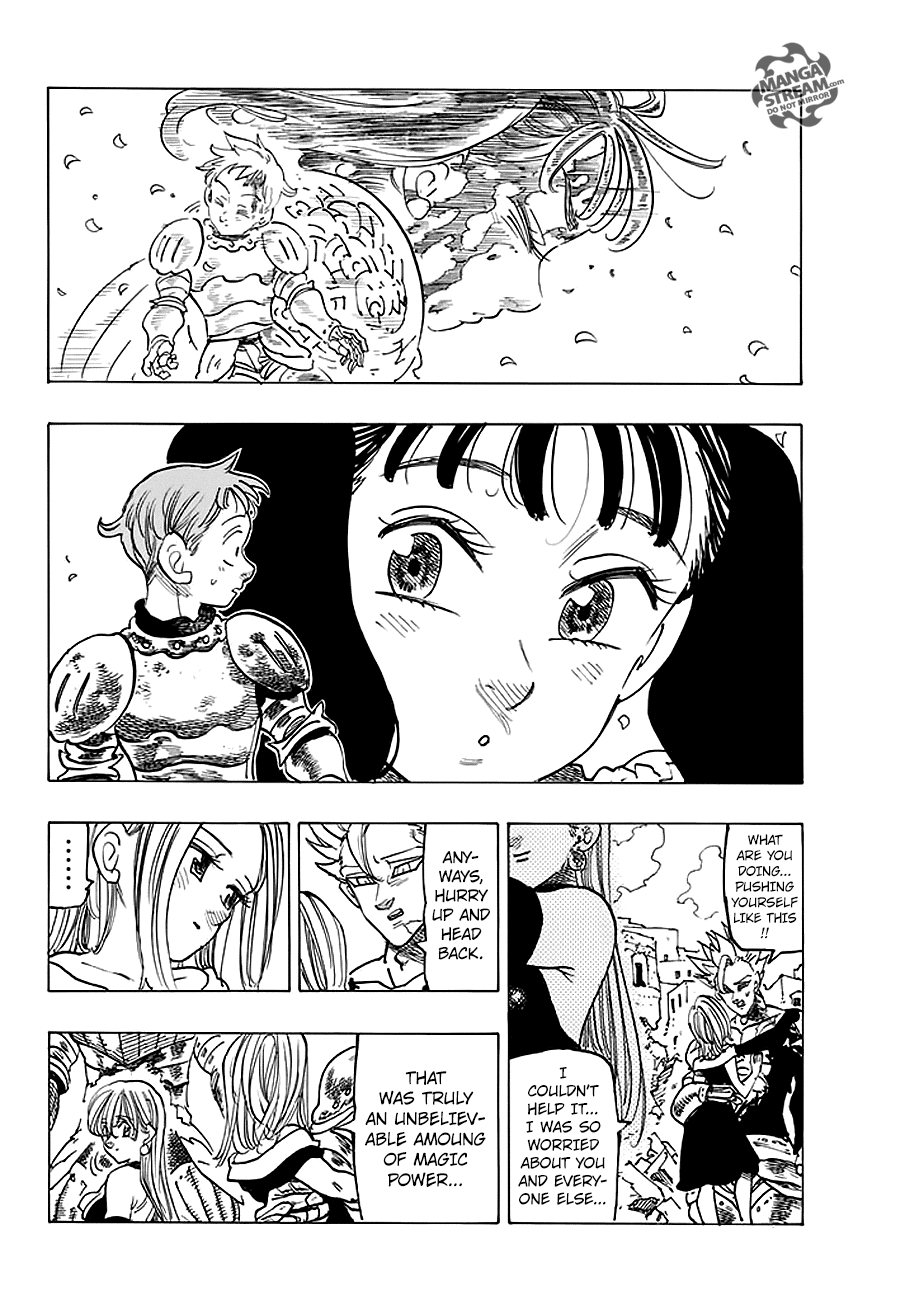 MANGA
STREAM.com
DO NOT MIRROR
WHAT
ARE YOU
DOING...
PUSHING
YOURSELF
LIKE THIS
!!
I
COULDN'T
HELP IT...
I WAS SO
WORRIED
ABOUT YOU
AND EVERY-
ONE ELSE...
ANY-
WAYS,
HURRY
UP AND
HEAD
BACK.
......
THAT
WAS TRULY
AN UNBELIEV-
ABLE AMOUNG
OF MAGIC
POWER...